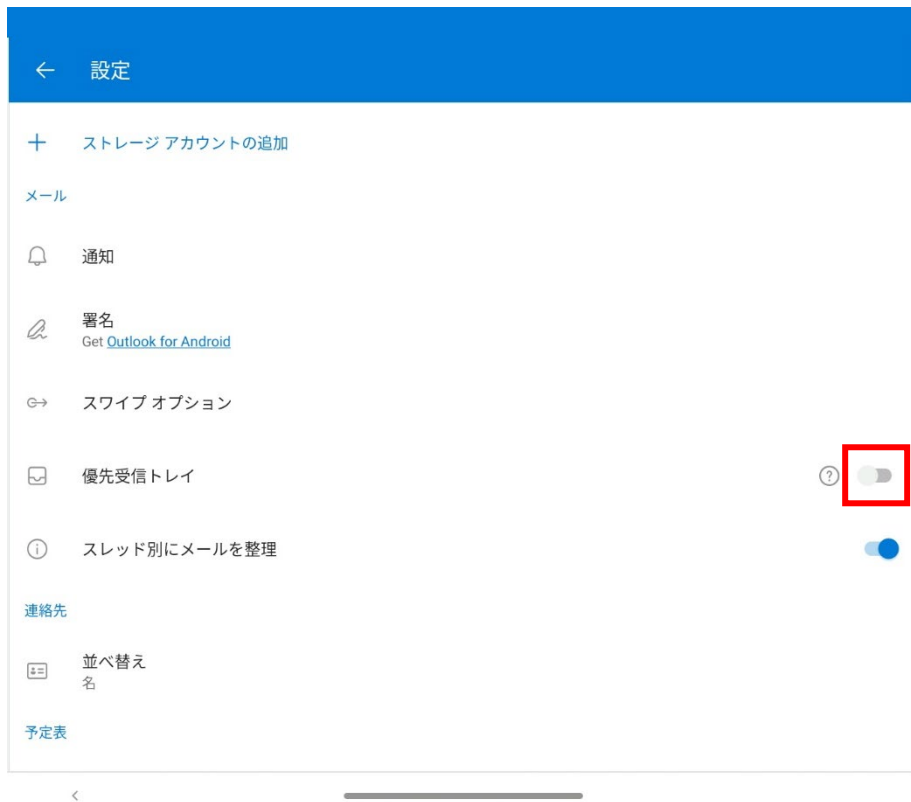 設定
ストレージ アカウントの追加
メール
通知
署名
Get Outlook for Android
スワイプ オプション
優先受信トレイ
スレッド別にメールを整理
連絡先
並べ替え
名
予定表